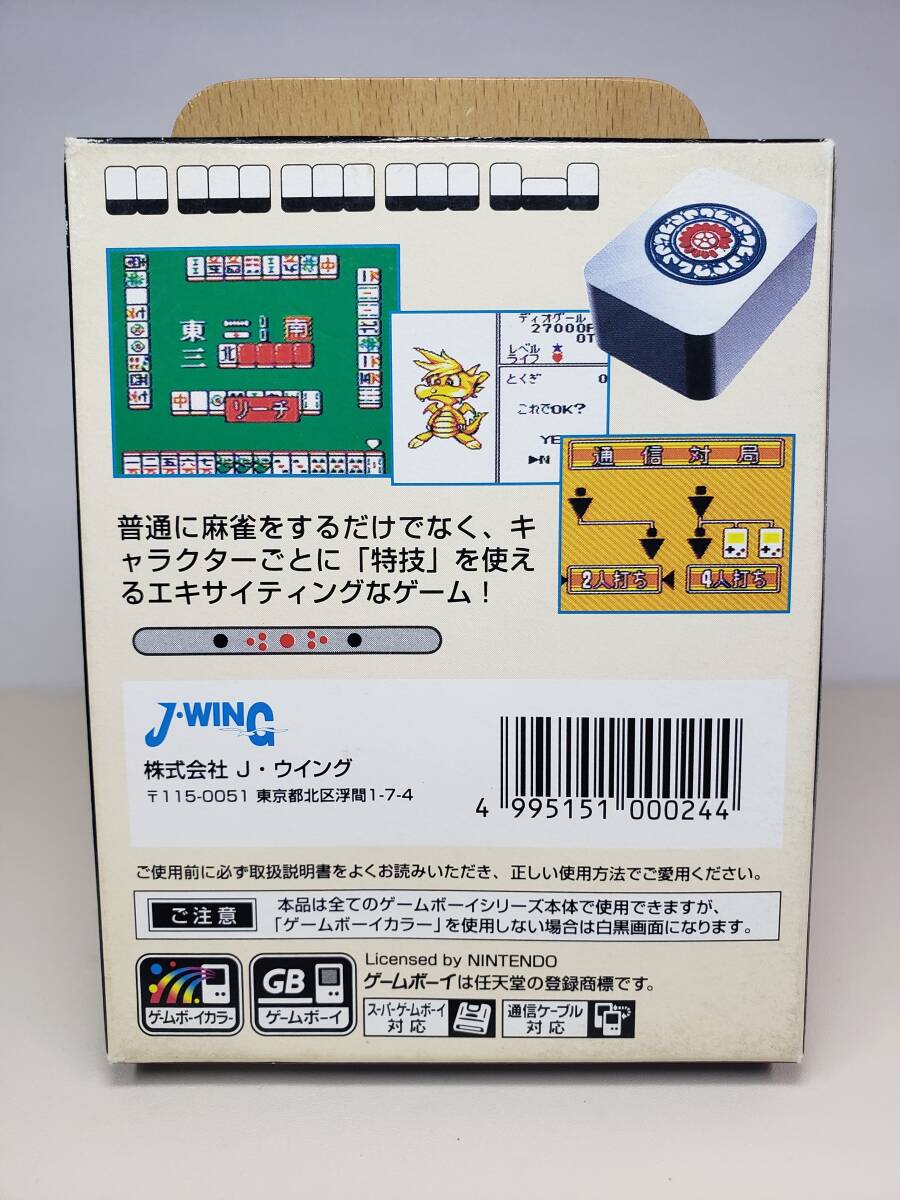 東
南
三
北
リーチ
ディオゲール
27000P
0T
レベル
ライフ
とくぎ 0
これでOK?
YE
▶N
通信対局
2人打ち
4人打ち
普通に麻雀をするだけでなく、キ
ャラクターごとに「特技」を使え
るエキサイティングなゲーム!
J・WING
株式会社 J・ウイング
〒115-0051 東京都北区浮間1-7-4
4 995151 000244
ご使用前に必ず取扱説明書をよくお読みいただき、正しい使用方法でご愛用ください。
ご注意
本品は全てのゲームボーイシリーズ本体で使用できますが、
「ゲームボーイカラー」を使用しない場合は白黒画面になります。
ゲームボーイカラー
GB
ゲームボーイ
Licensed by NINTENDO
ゲームボーイは任天堂の登録商標です。
スーパーゲームボーイ
対応
通信ケーブル
対応